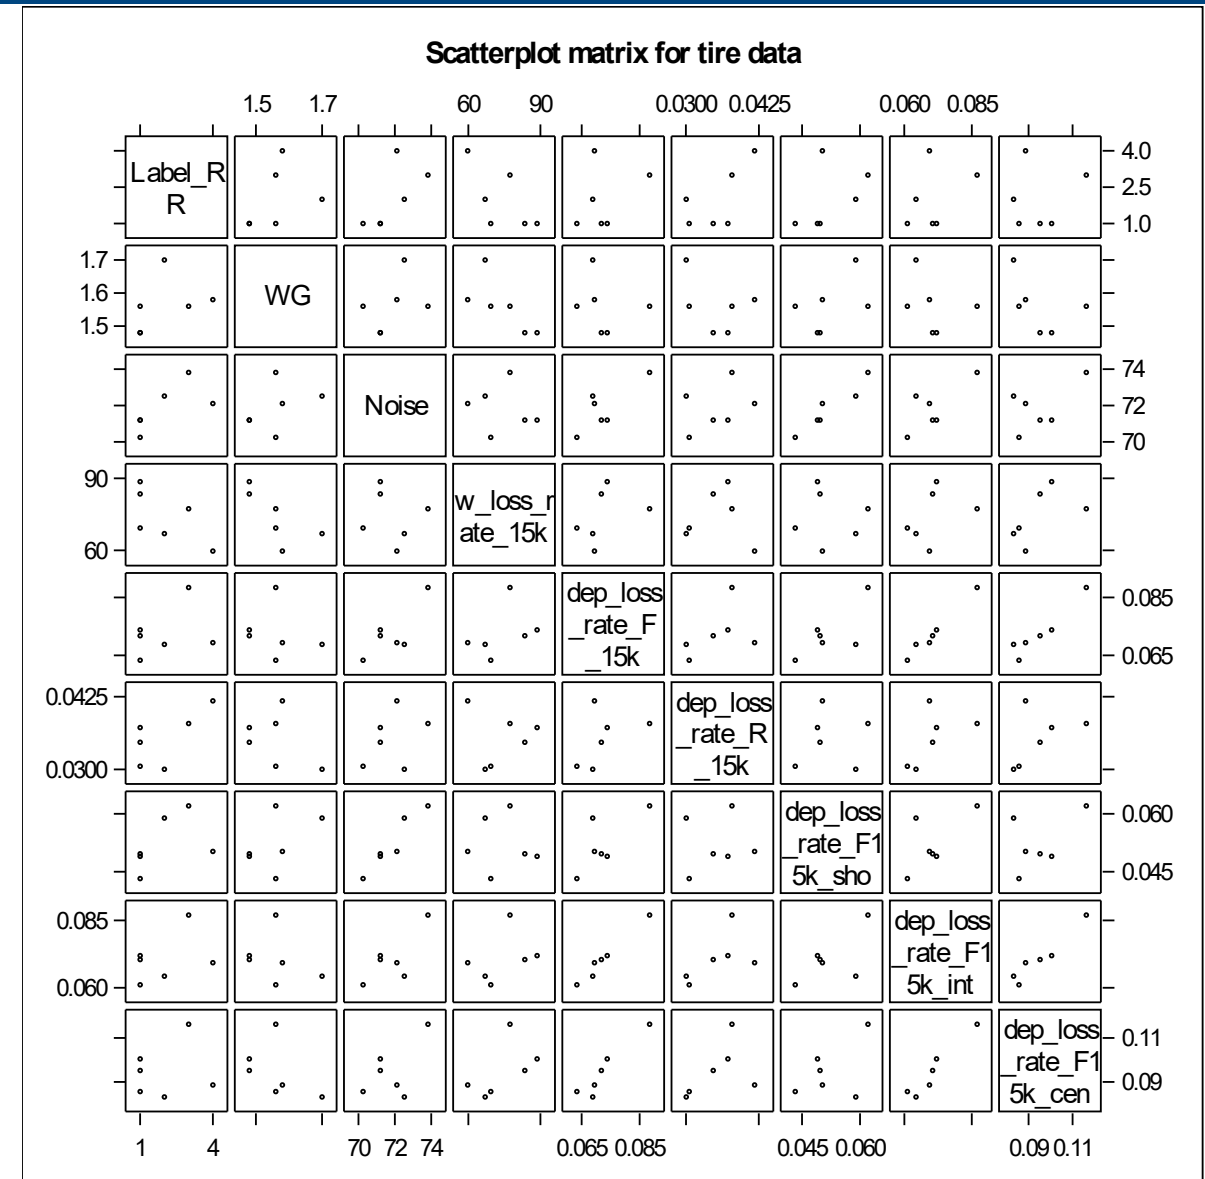 Scatterplot matrix for tire data
1.5 1.7 60 90 0.0300 0.0425 0.060 0.085
Label_R
R
4.0
2.5
1.0
1.7
1.6
1.5
WG
Noise
74
72
70
90
60
w_loss_r
ate_15k
dep_loss
_rate_F
_15k
0.085
0.065
0.0425
0.0300
dep_loss
_rate_R
_15k
dep_loss
_rate_F1
5k_sho
0.060
0.045
0.085
0.060
dep_loss
_rate_F1
5k_int
dep_loss
_rate_F1
5k_cen
0.11
0.09
1 4 70 72 74 0.065 0.085 0.045 0.060 0.09 0.11